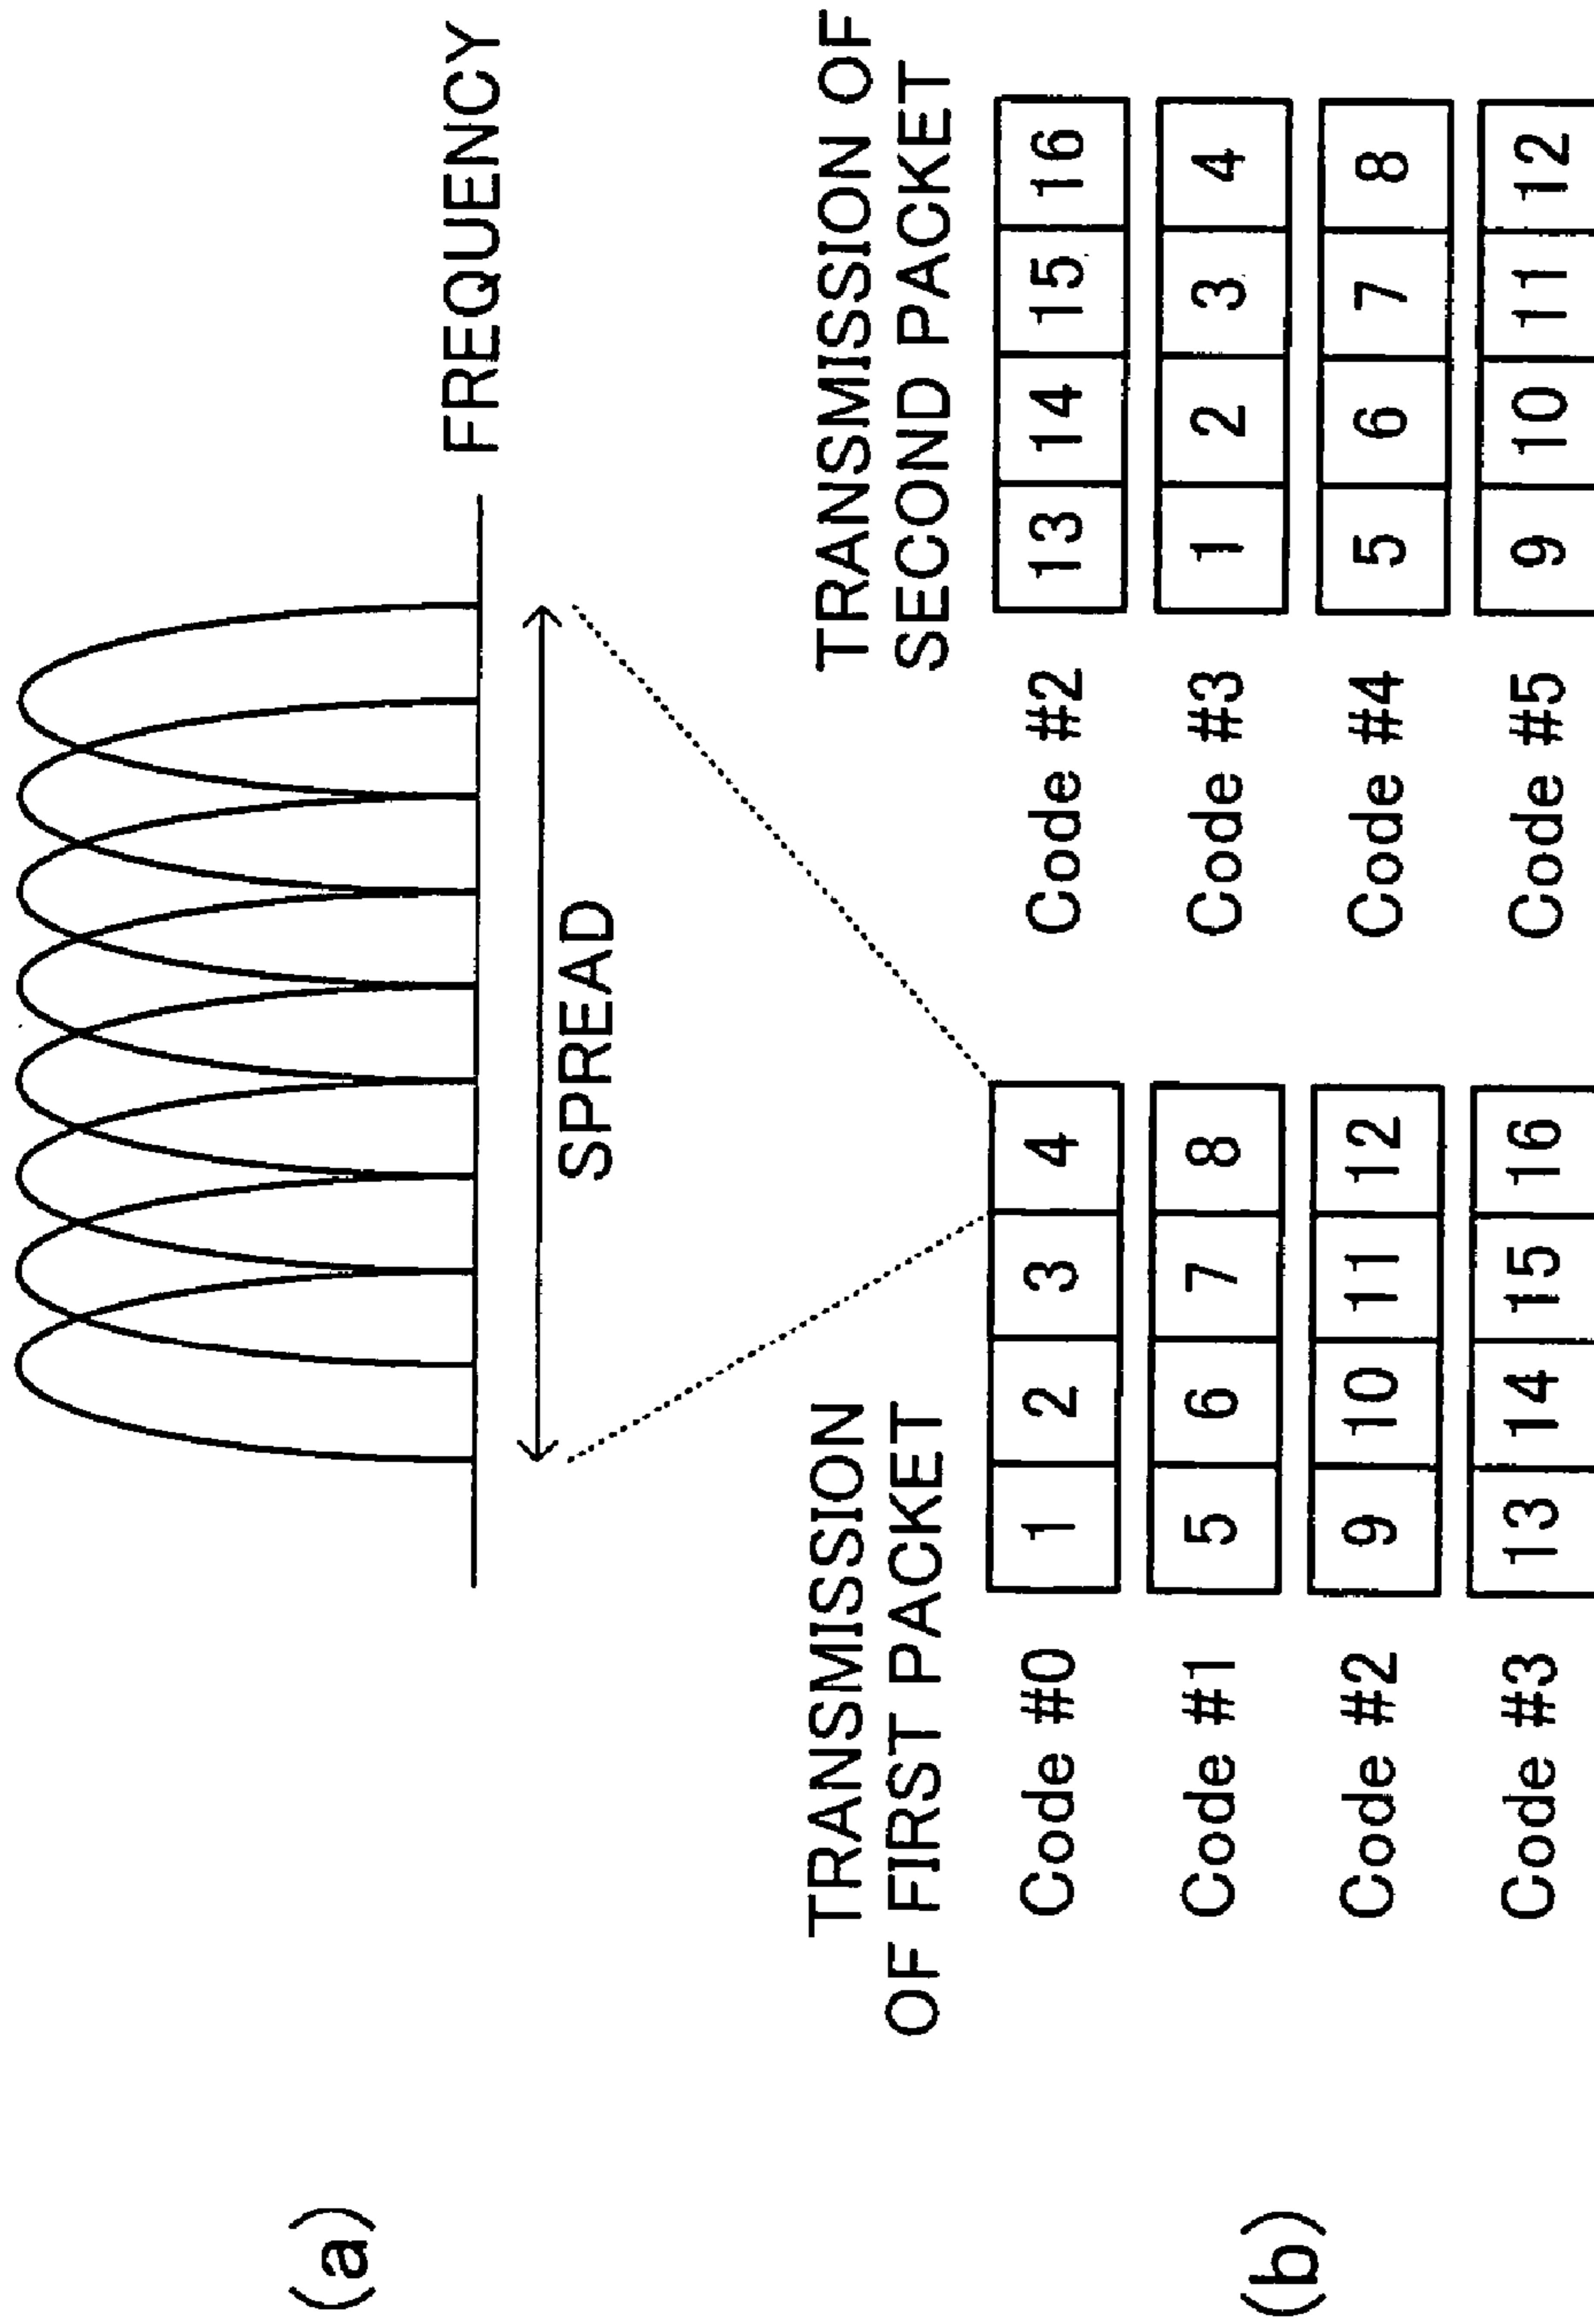 (a)
FREQUENCY
SPREAD
(b)
TRANSMISSION
OF FIRST PACKET
Code #0 1 2 3 4
Code #1 5 6 7 8
Code #2 9 10 11 12
Code #3 13 14 15 16
TRANSMISSION OF
SECOND PACKET
Code #2 13 14 15 16
Code #3 1 2 3 4
Code #4 5 6 7 8
Code #5 9 10 11 12